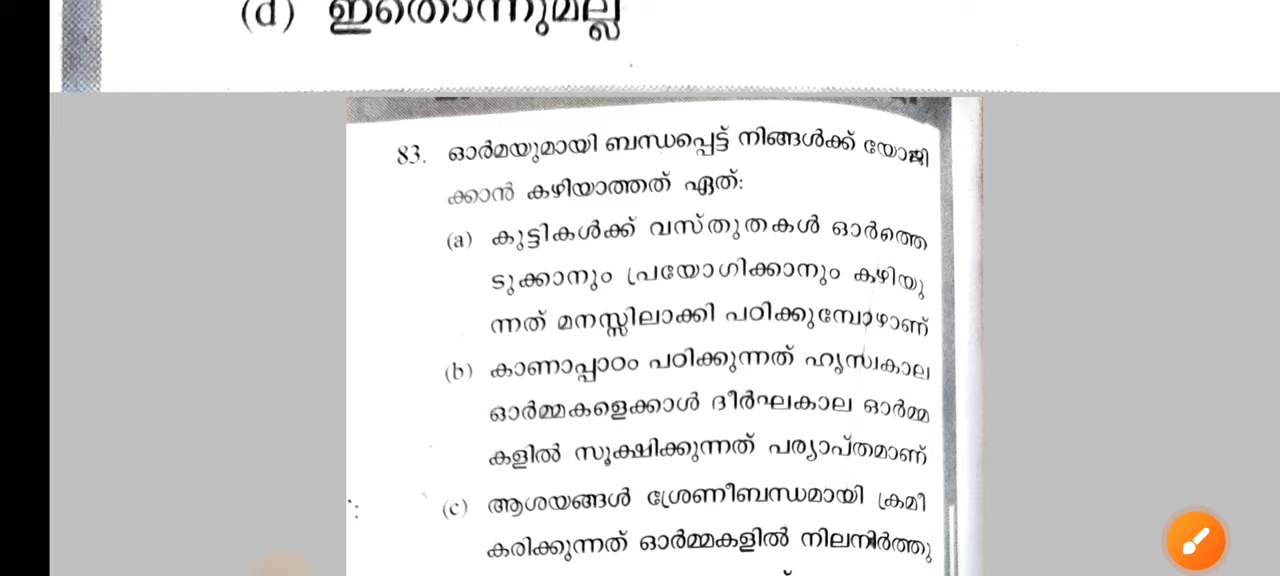 (d) ഇതൊന്നുമല്ല
83. ഓർമയുമായി ബന്ധപ്പെട്ട് നിങ്ങൾക്ക് യോജി
ക്കാൻ കഴിയാത്തത് ഏത്:
(a) കുട്ടികൾക്ക് വസ്തുതകൾ ഓർത്തെ
ടുക്കാനും പ്രയോഗിക്കാനും കഴിയു
ന്നത് മനസ്സിലാക്കി പഠിക്കുമ്പോഴാണ്
(b) കാണാപ്പാഠം പഠിക്കുന്നത് ഹ്യസ്വകാല
ഓർമ്മകളെക്കാൾ ദീർഘകാല ഓർമ്മ
കളിൽ സൂക്ഷിക്കുന്നത് പര്യാപ്തമാണ്
(c) ആശയങ്ങൾ ശ്രേണീബന്ധമായി ക്രമീ
കരിക്കുന്നത് ഓർമ്മകളിൽ നിലനിർത്തു